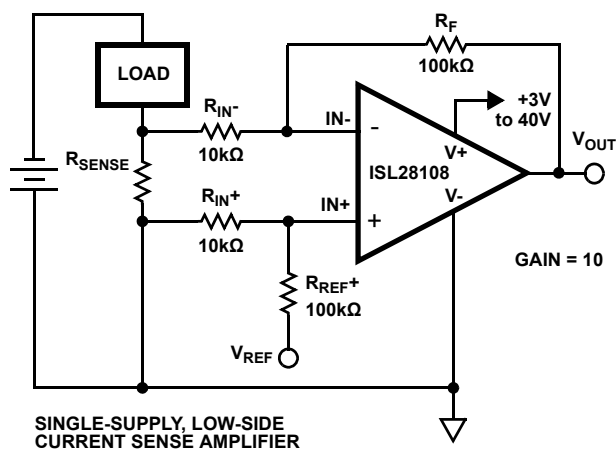 LOAD
RF
100kΩ
RIN-
10kΩ
IN-
-
+3V
to 40V
V+
VOUT
RSENSE
ISL28108
V-
RIN+
10kΩ
IN+
+
GAIN = 10
RREF+
100kΩ
VREF
SINGLE-SUPPLY, LOW-SIDE
CURRENT SENSE AMPLIFIER